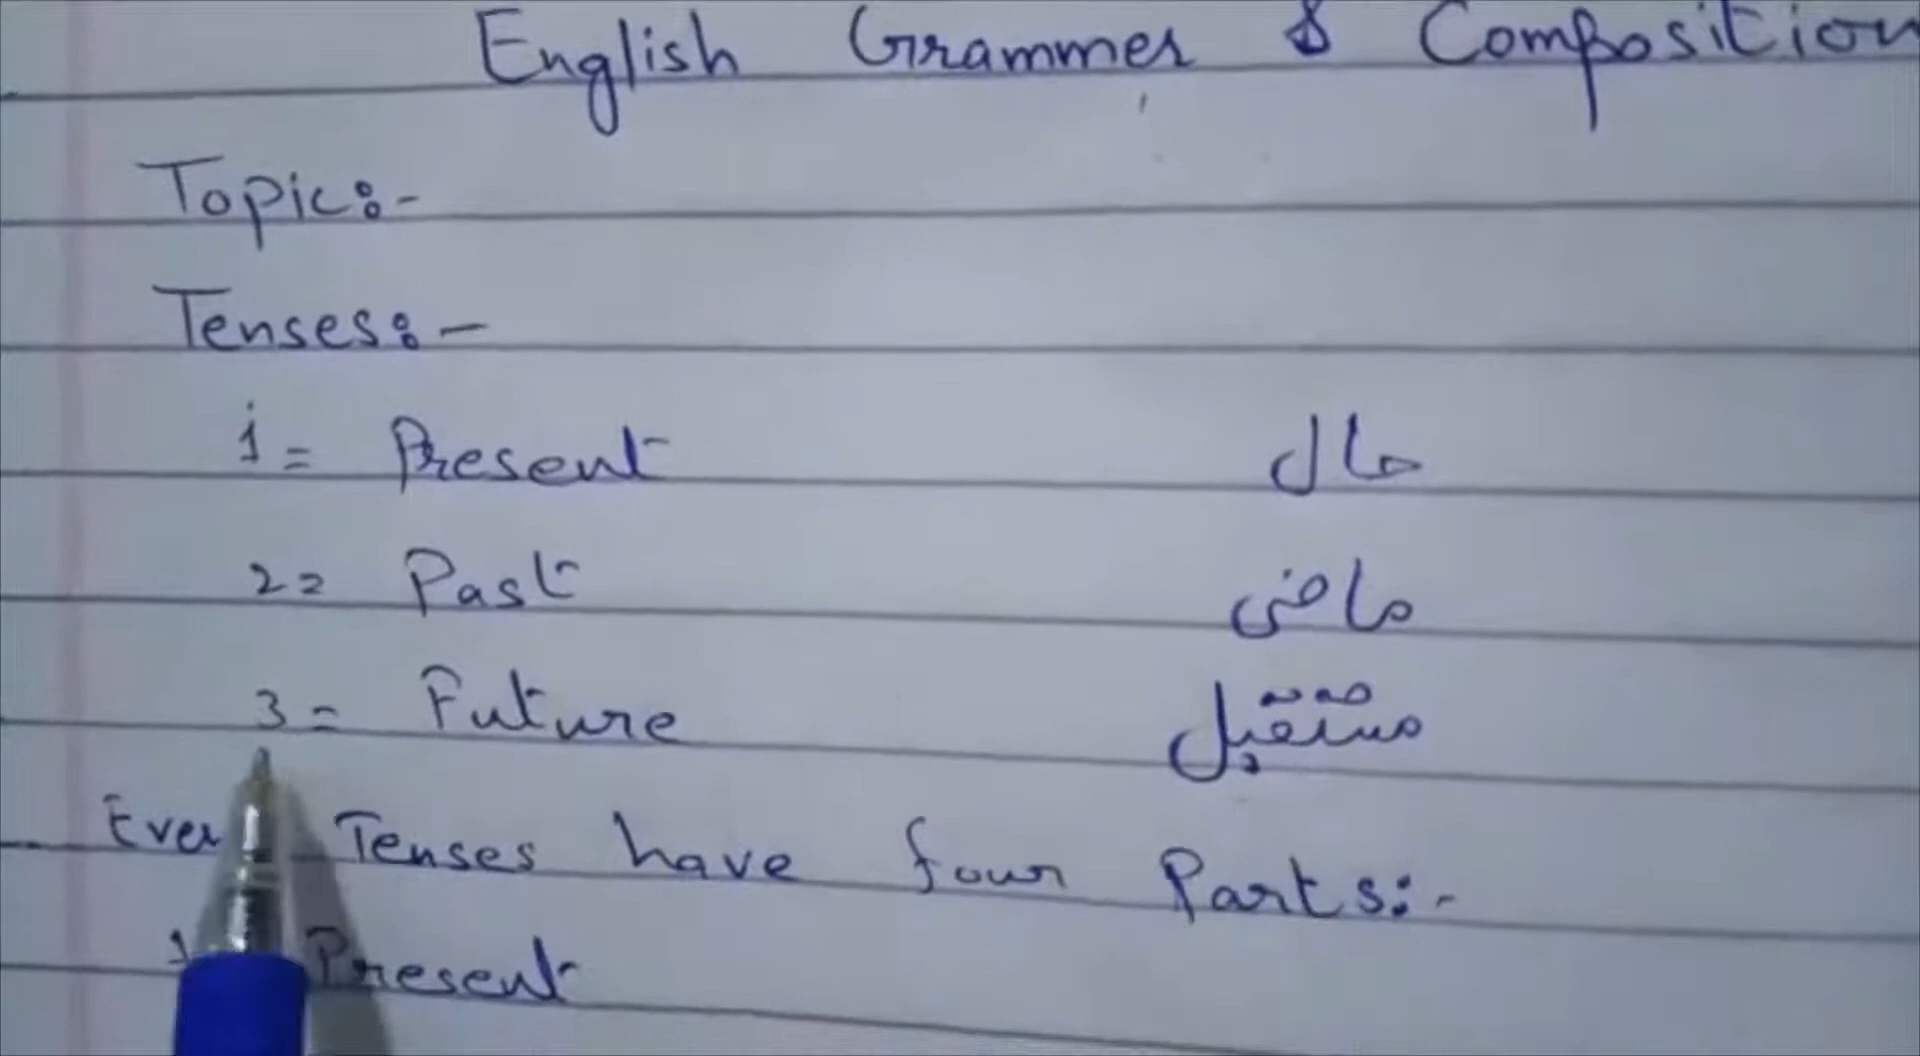 English Grammer & Composition
Topic:-
Tenses:-
1= Present حال
2= Past ماضی
3= Future مستقبل
Tenses have four Parts:-
Present